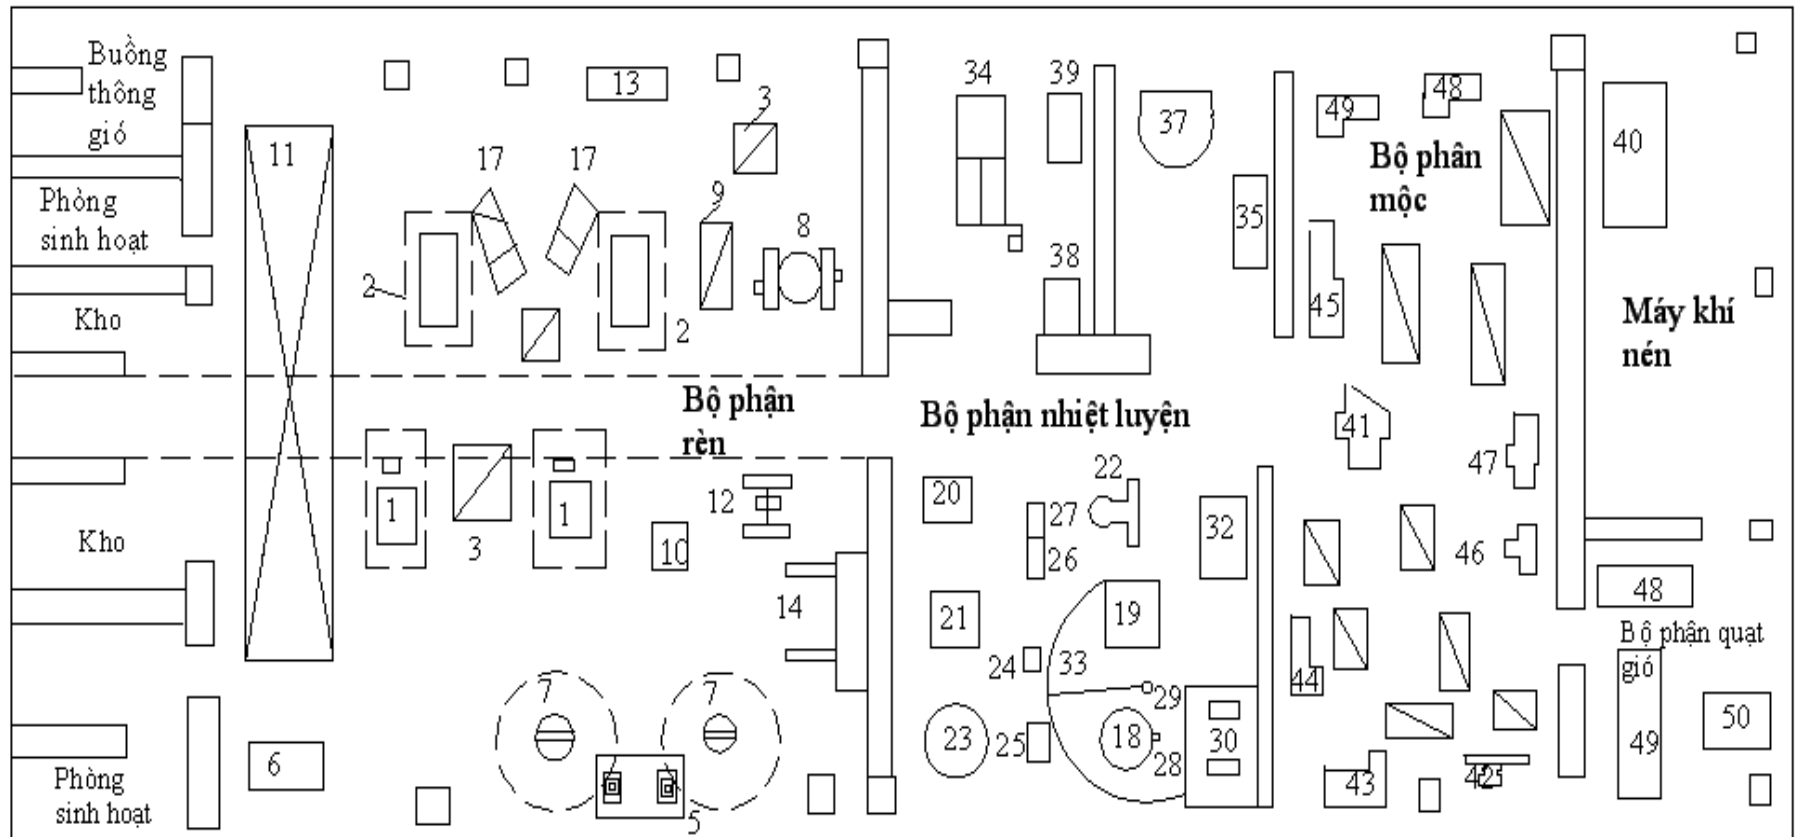 Buồng
thông
gió
Phòng
sinh hoạt
Kho
Kho
Phòng
sinh hoạt
11
6
13
3
17
17
9
8
2
2
Bộ phận
rèn
1
3
1
12
10
14
7
7
5
34
39
37
35
38
Bộ phận nhiệt luyện
20
27
26
22
32
21
24
33
19
29
23
25
18
28
30
49
48
Bộ phân
mộc
45
41
47
46
44
43
42
40
Máy khí
nén
48
Bộ phận quạt
gió
49
50